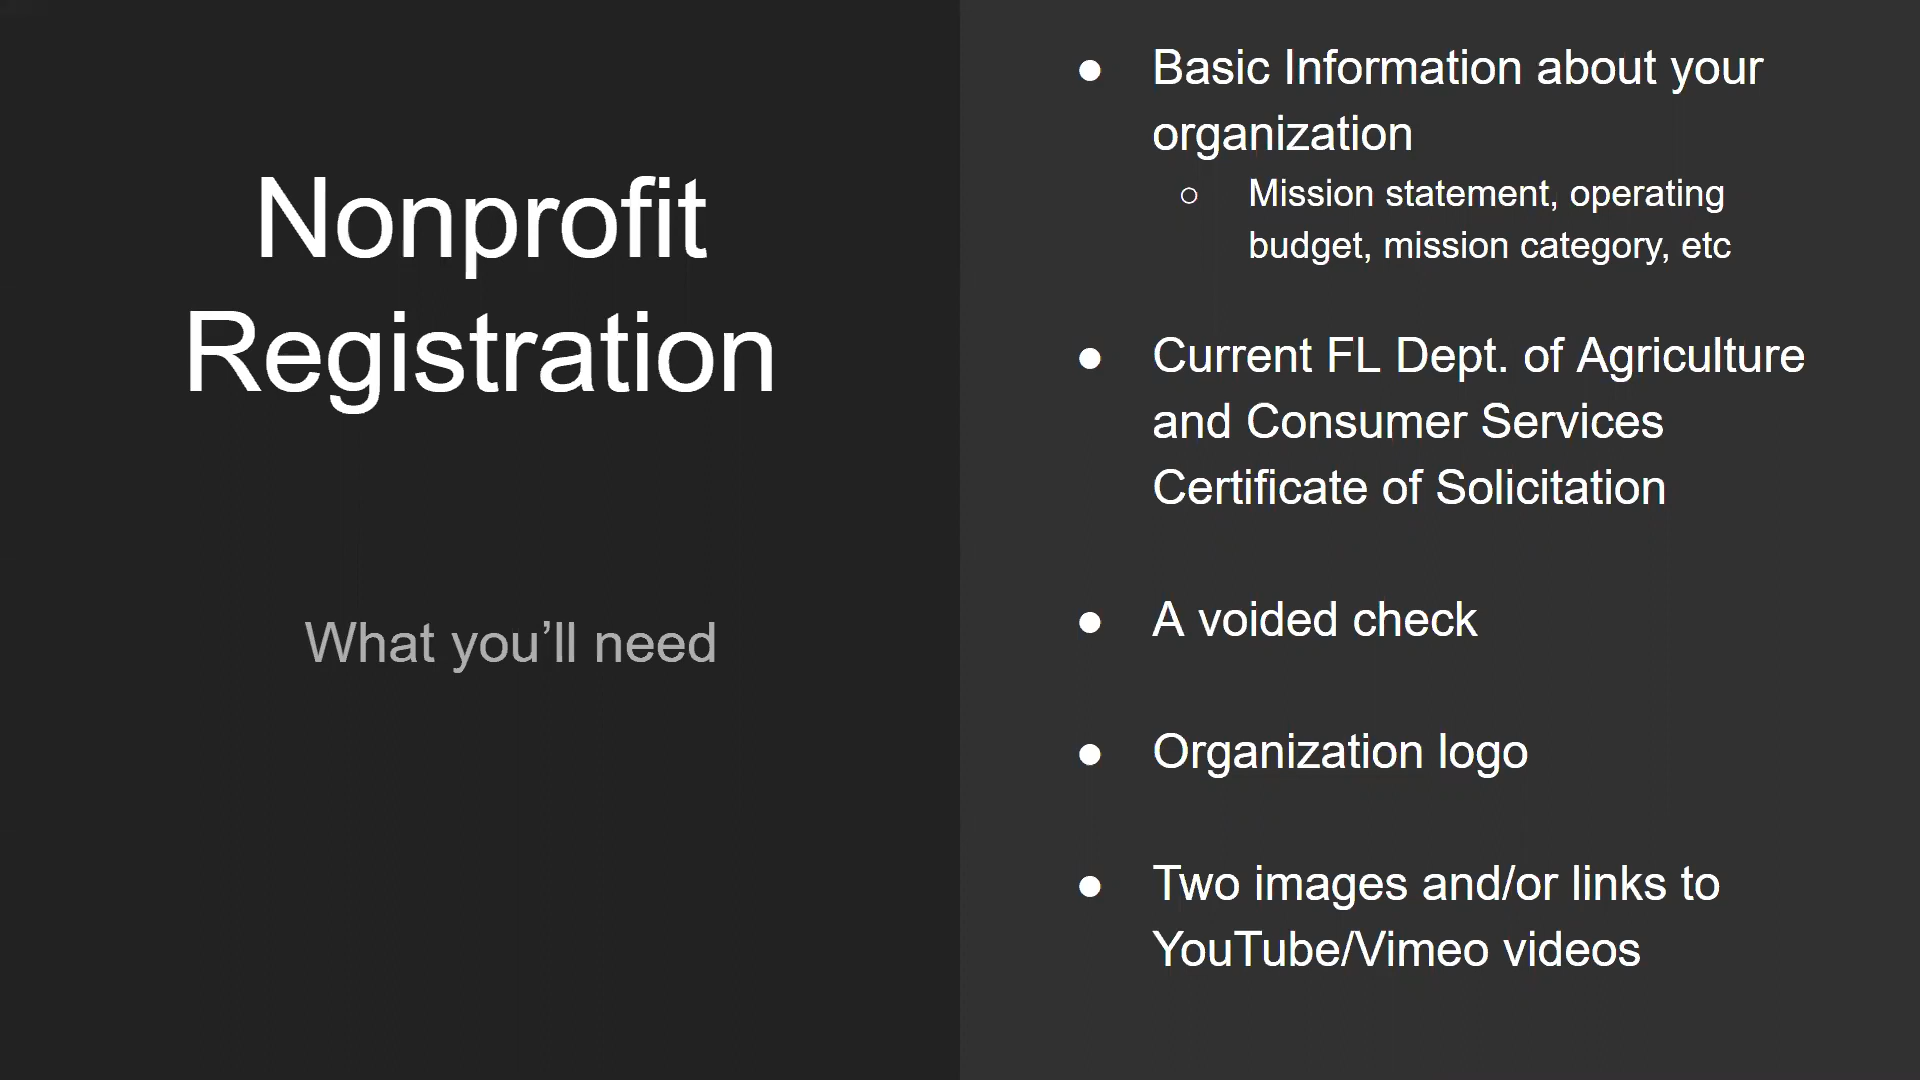 Nonprofit
Registration
What you’ll need
● Basic Information about your
organization
○ Mission statement, operating
budget, mission category, etc
● Current FL Dept. of Agriculture
and Consumer Services
Certificate of Solicitation
● A voided check
● Organization logo
● Two images and/or links to
YouTube/Vimeo videos